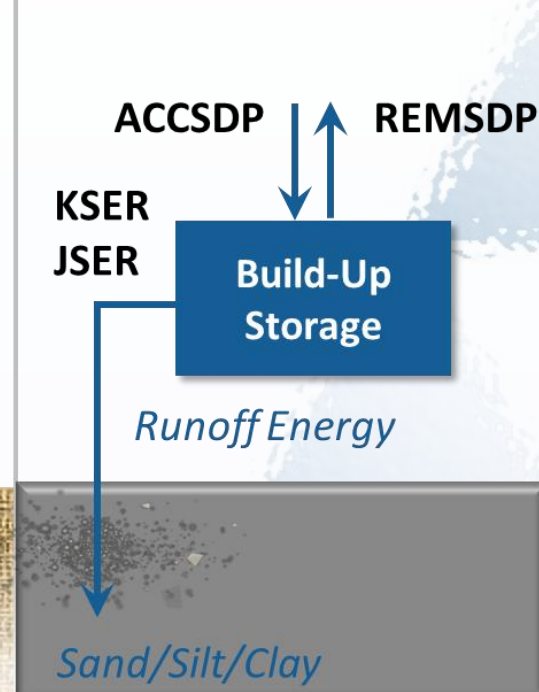 ACCSDP
REMSDP
KSER
JSER
Build-Up
Storage
Runoff Energy
Sand/Silt/Clay